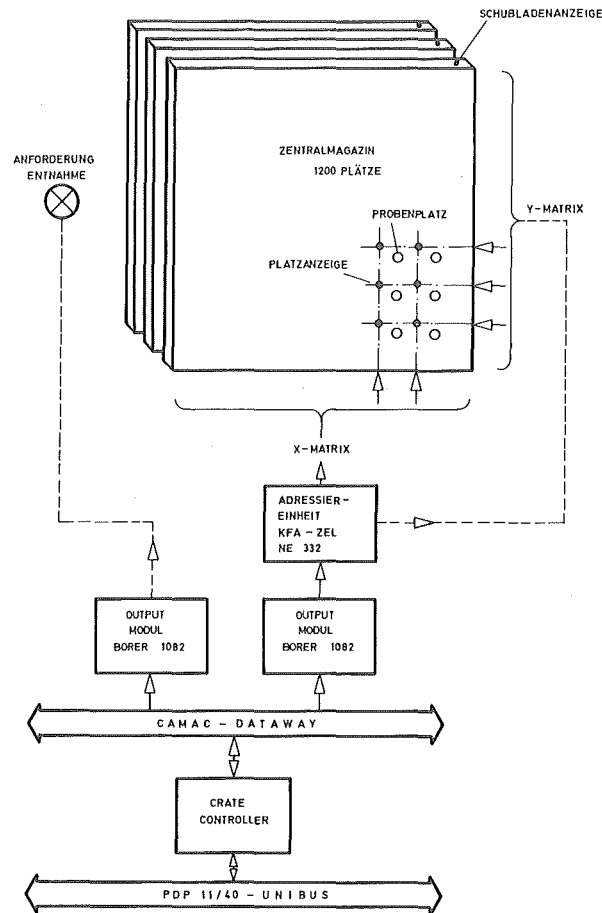 SCHUBLADENANZEIGE
ZENTRALMAGAZIN
1200 PLÄTZE
ANFORDERUNG
ENTNAHME
PROBENPLATZ
Y-MATRIX
PLATZANZEIGE
X-MATRIX
ADRESSIER-
EINHEIT
KFA - ZEL
NE 332
OUTPUT
MODUL
BORER 1082
OUTPUT
MODUL
BORER 1082
CAMAC - DATAWAY
CRATE
CONTROLLER
PDP 11/40 - UNIBUS